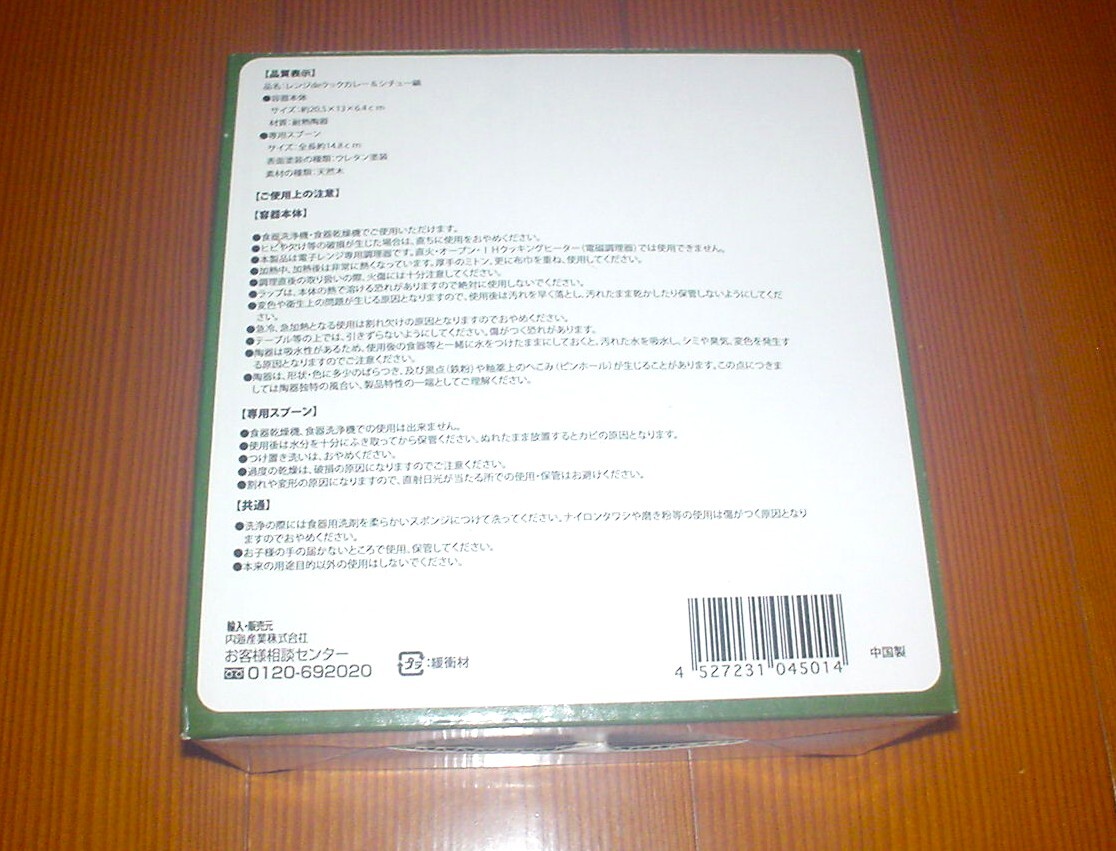 【品質表示】
品名：レンジdeクックカレー＆シチュー鍋
●容器本体
サイズ：約20.5×13×6.4cm
材質：耐熱陶器
●専用スプーン
サイズ：全長約14.8cm
表面塗装の種類：ウレタン塗装
素材の種類：天然木
【ご使用上の注意】
【容器本体】
●食器洗浄機・食器乾燥機でご使用いただけます。
●ヒビや欠け等の破損が生じた場合は、直ちに使用をおやめください。
●本製品は電子レンジ専用調理器です。直火・オーブン・IHクッキングヒーター（電磁調理器）では使用できません。
●加熱中、加熱後は非常に熱くなっています。厚手のミトン、更に布巾を重ね、使用してください。
●調理直後の取り扱いの際、火傷には十分注意してください。
●ラップは、本体の熱で溶ける恐れがありますので絶対に使用しないでください。
●変色や衛生上の問題が生じる原因となりますので、使用後は汚れを早く落とし、汚れたまま乾かしたり保管しないようにしてくだ
さい。
●急冷、急加熱となる使用は割れ欠けの原因となりますのでおやめください。
●テーブル等の上では、引きずらないようにしてください。傷がつく恐れがあります。
●陶器は吸水性があるため、使用後の食器等と一緒に水をつけたままにしておくと、汚れた水を吸水し、シミや臭気、変色を発生す
る原因となりますのでご注意ください。
●陶器は、形状・色に多少のばらつき、及び黒点（鉄粉）や釉薬上のへこみ（ピンホール）が生じることがあります。この点につきま
しては陶器独特の風合い、製品特性の一端としてご理解ください。
【専用スプーン】
●食器乾燥機、食器洗浄機での使用は出来ません。
●使用後は水分を十分にふき取ってから保管ください。ぬれたまま放置するとカビの原因となります。
●つけ置き洗いは、おやめください。
●過度の乾燥は、破損の原因になりますのでご注意ください。
●割れや変形の原因になりますので、直射日光が当たる所での使用・保管はお避けください。
【共通】
●洗浄の際には食器用洗剤を柔らかいスポンジにつけて洗ってください。ナイロンタワシや磨き粉等の使用は傷がつく原因となり
ますのでおやめください。
●お子様の手の届かないところで使用、保管してください。
●本来の用途目的以外の使用はしないでください。
輸入・販売元
内海産業株式会社
お客様相談センター
0120-692020
プラ：緩衝材
4 527231 045014
中国製